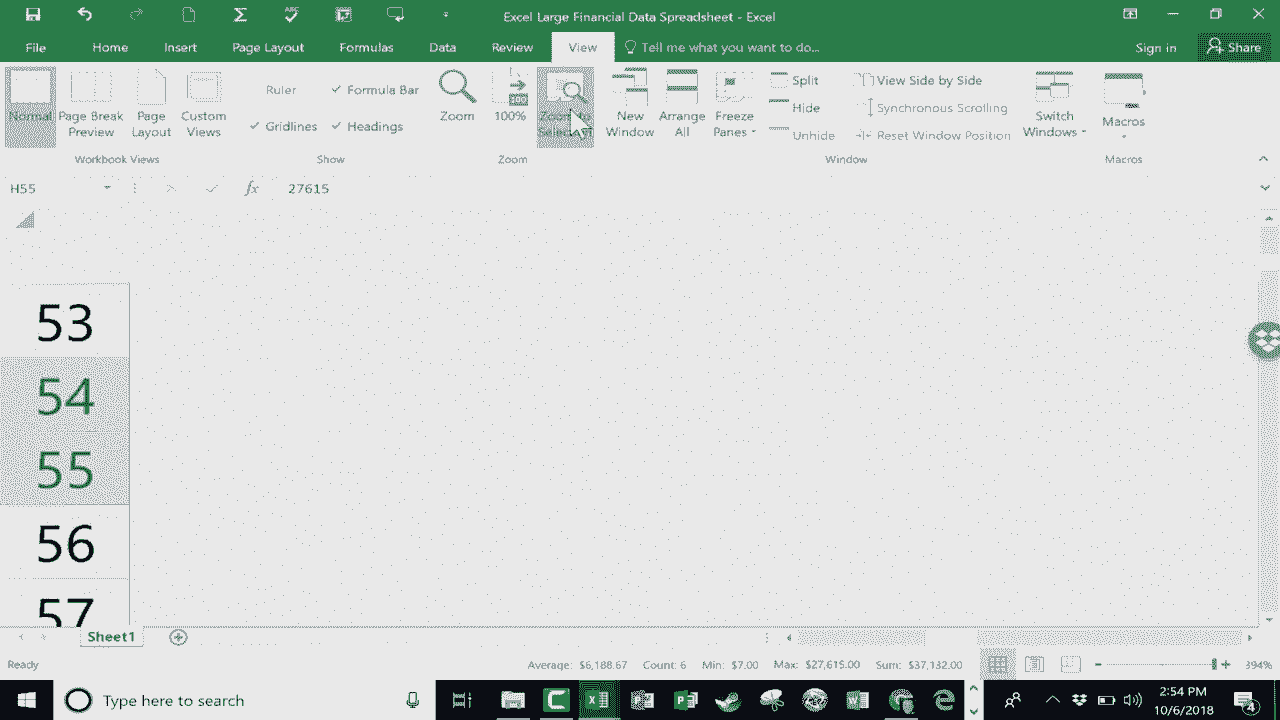 Excel Large Financial Data Spreadsheet - Excel
File Home Insert Page Layout Formulas Data Review View Tell me what you want to do... Sign in Share
Normal Page Break Preview Page Layout Custom Views
Ruler Formula Bar
Gridlines Headings
Zoom 100% Zoom to Selection
New Window Arrange All Freeze Panes
Split View Side by Side
Hide Synchronous Scrolling
Unhide Reset Window Position
Switch Windows Macros
Workbook Views Show Zoom Window Macros
H55 fx 27615
53
54
55
56
57
Sheet1
Ready Average: $6,188.67 Count: 6 Min: $7.00 Max: $27,615.00 Sum: $37,132.00 394%
Type here to search 2:54 PM
10/6/2018